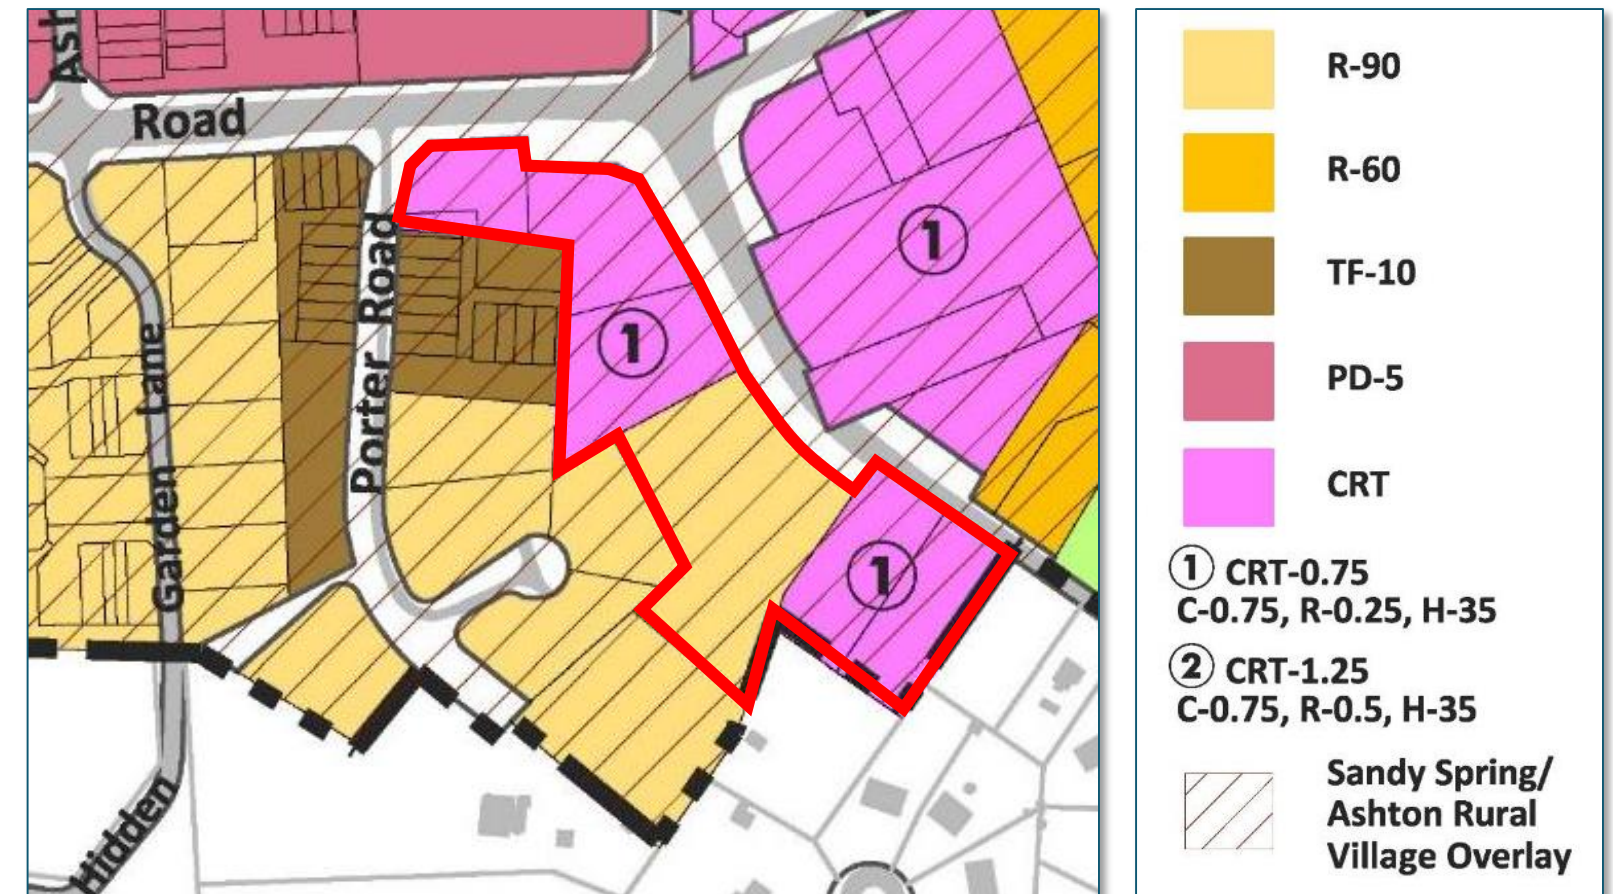 Ash
Road
Porter Road
Garden Lane
Hidden
1
1
1
R-90
R-60
TF-10
PD-5
CRT
1 CRT-0.75
C-0.75, R-0.25, H-35
2 CRT-1.25
C-0.75, R-0.5, H-35
Sandy Spring/
Ashton Rural
Village Overlay